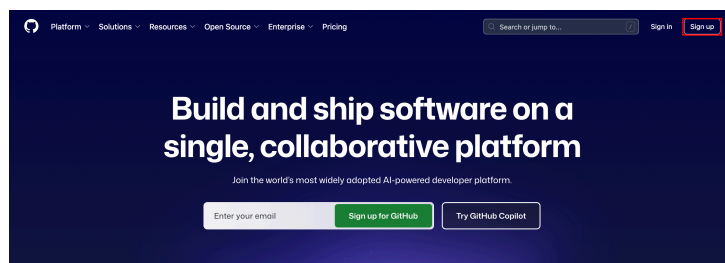 Platform Solutions Resources Open Source Enterprise Pricing Search or jump to... / Sign in Sign up
Build and ship software on a
single, collaborative platform
Join the world's most widely adopted AI-powered developer platform.
Enter your email Sign up for GitHub Try GitHub Copilot